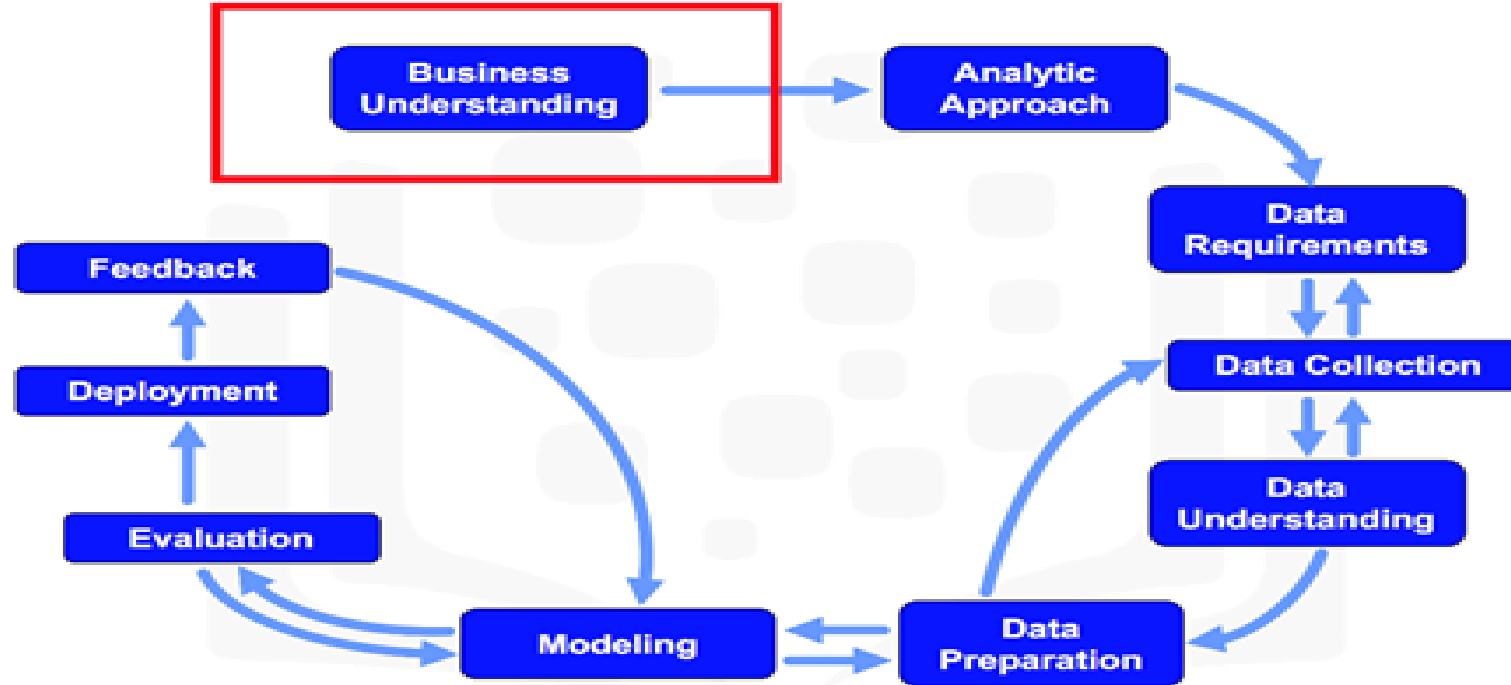 Business
Understanding
Analytic
Approach
Data
Requirements
Feedback
Data Collection
Deployment
Data
Understanding
Evaluation
Modeling
Data
Preparation